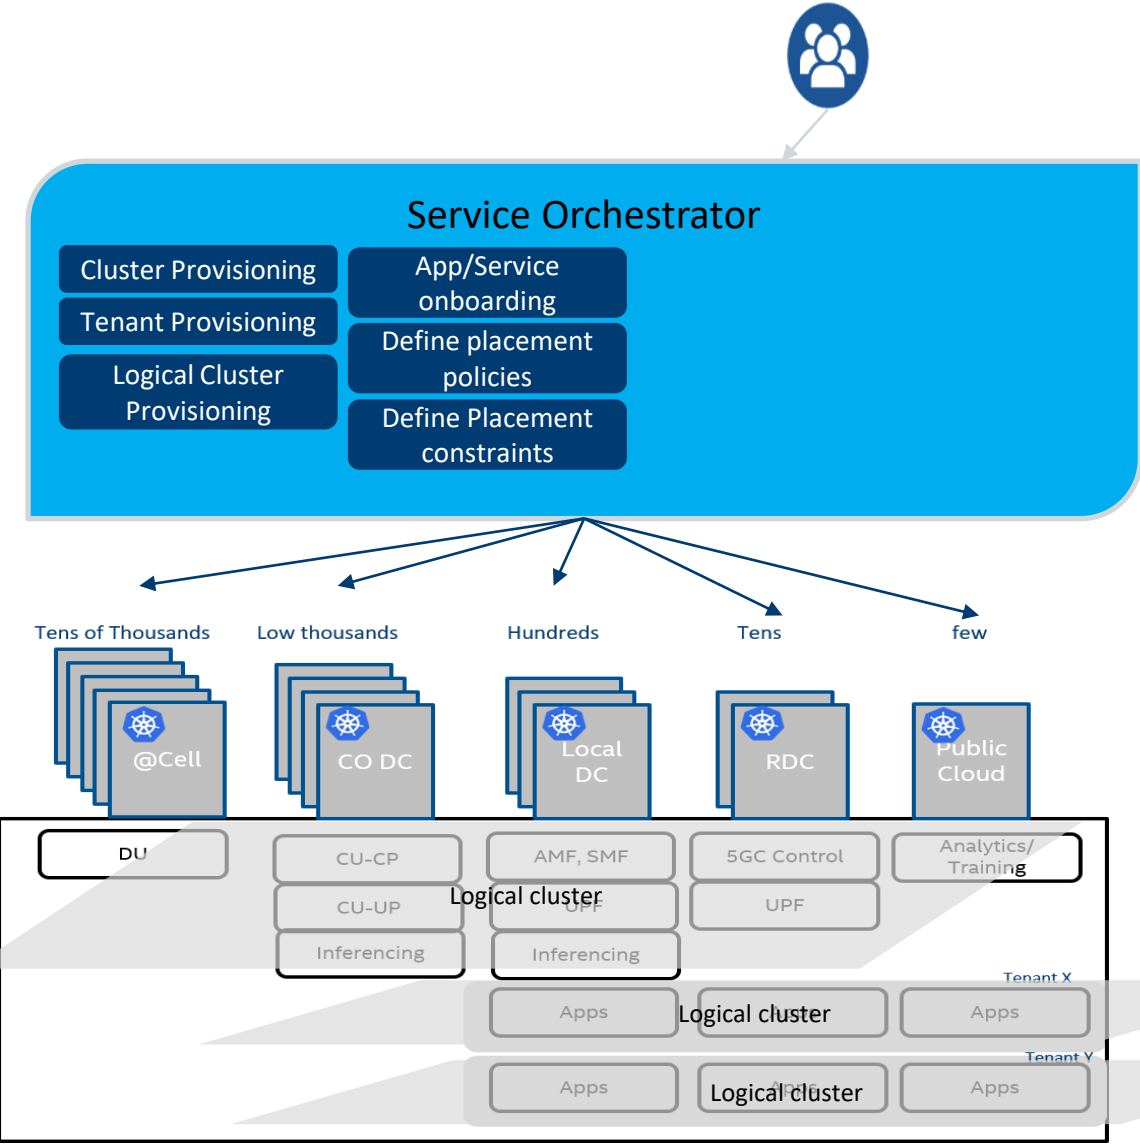 Service Orchestrator
Cluster Provisioning
Tenant Provisioning
Logical Cluster
Provisioning
App/Service
onboarding
Define placement
policies
Define Placement
constraints
Tens of Thousands
Low thousands
Hundreds
Tens
few
@Cell
CO DC
Local
DC
RDC
Public
Cloud
DU
CU-CP
CU-UP
Inferencing
AMF, SMF
UPF
Inferencing
5GC Control
UPF
Analytics/
Training
Logical cluster
Tenant X
Apps
Apps
Apps
Logical cluster
Tenant Y
Apps
Apps
Apps
Logical cluster